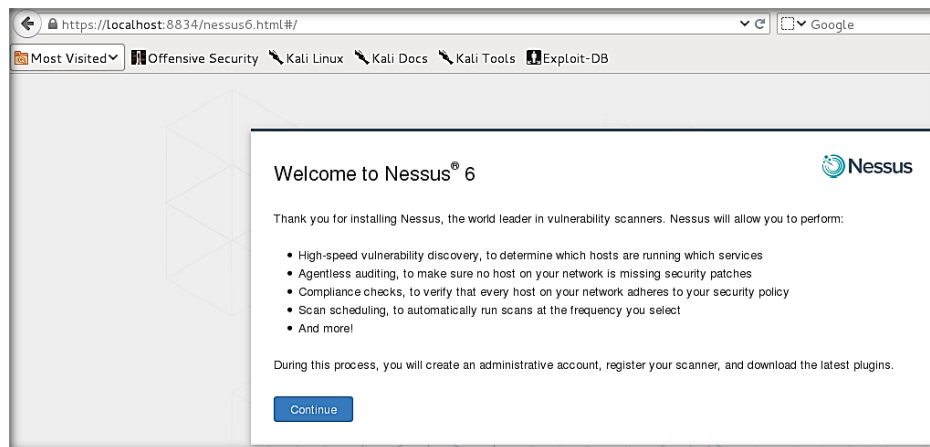 https://localhost:8834/nessus6.html#/
Google
Most Visited
Offensive Security
Kali Linux
Kali Docs
Kali Tools
Exploit-DB
Welcome to Nessus® 6
Nessus
Thank you for installing Nessus, the world leader in vulnerability scanners. Nessus will allow you to perform:
• High-speed vulnerability discovery, to determine which hosts are running which services
• Agentless auditing, to make sure no host on your network is missing security patches
• Compliance checks, to verify that every host on your network adheres to your security policy
• Scan scheduling, to automatically run scans at the frequency you select
• And more!
During this process, you will create an administrative account, register your scanner, and download the latest plugins.
Continue